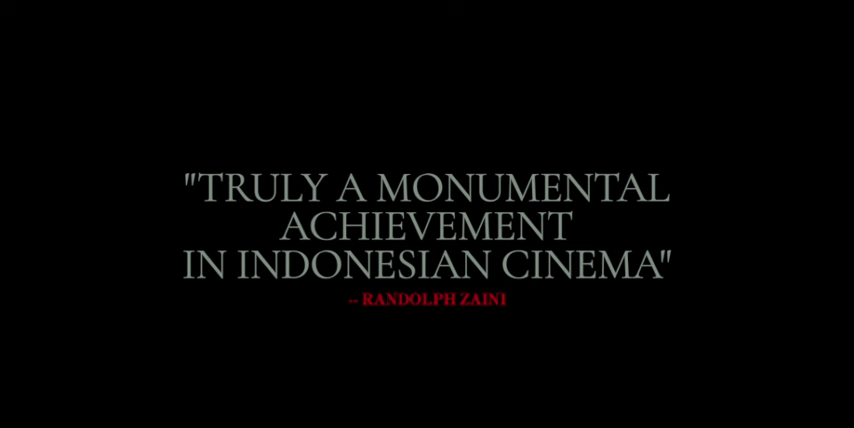 "TRULY A MONUMENTAL
ACHIEVEMENT
IN INDONESIAN CINEMA"
-- RANDOLPH ZAINI